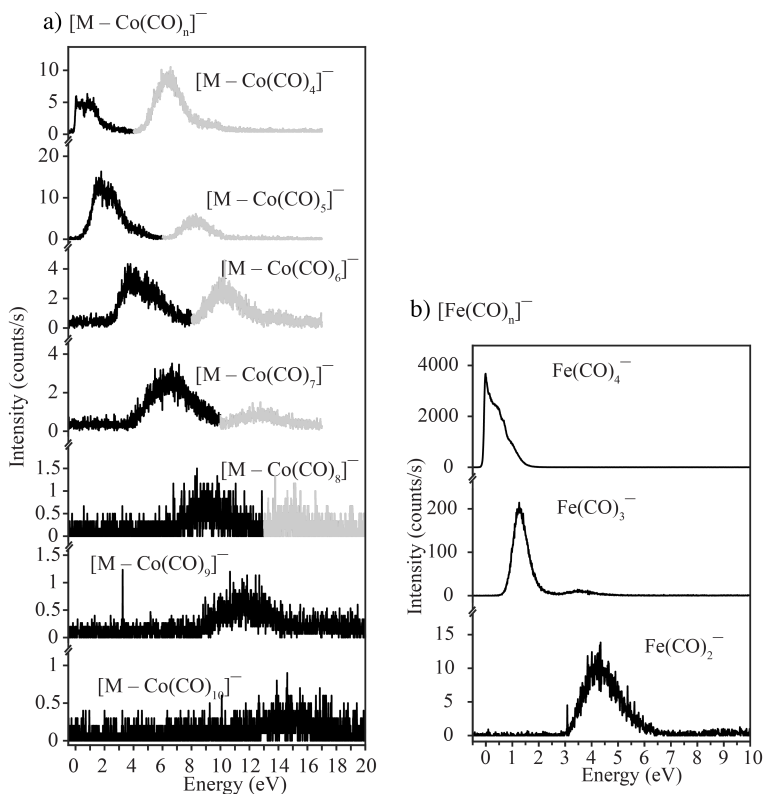 a) [M – Co(CO)n]–
10
5
0
[M – Co(CO)4]–
20
10
0
[M – Co(CO)5]–
4
2
0
[M – Co(CO)6]–
4
2
0
[M – Co(CO)7]–
1.5
1
0.5
0
[M – Co(CO)8]–
1.5
1
0.5
0
[M – Co(CO)9]–
1
0.5
0
[M – Co(CO)10]–
Intensity (counts/s)
0 2 4 6 8 10 12 14 16 18 20
Energy (eV)
b) [Fe(CO)n]–
4000
2000
0
Fe(CO)4–
200
100
0
Fe(CO)3–
15
10
5
0
Fe(CO)2–
Intensity (counts/s)
0 1 2 3 4 5 6 7 8 9 10
Energy (eV)